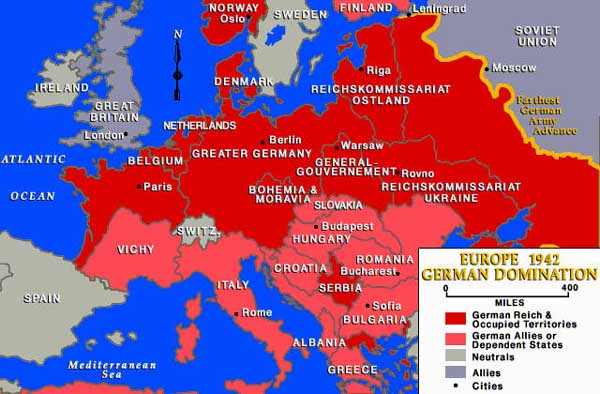 NORWAY
Oslo
SWEDEN
FINLAND
Leningrad
SOVIET
UNION
N
Moscow
IRELAND
DENMARK
Riga
REICHSKOMMISSARIAT
OSTLAND
GREAT
BRITAIN
London
Farthest
German
Army
Advance
NETHERLANDS
Berlin
GREATER GERMANY
Warsaw
GENERAL-
GOUVERNEMENT
Rovno
ATLANTIC
OCEAN
BELGIUM
Paris
BOHEMIA &
MORAVIA
REICHSKOMMISSARIAT
UKRAINE
SLOVAKIA
Budapest
HUNGARY
SWITZ.
VICHY
ROMANIA
Bucharest
CROATIA
SERBIA
ITALY
Rome
SPAIN
Sofia
BULGARIA
ALBANIA
GREECE
Mediterranean
Sea
EUROPE 1942
GERMAN DOMINATION
0 400
MILES
German Reich &
Occupied Territories
German Allies or
Dependent States
Neutrals
Allies
Cities